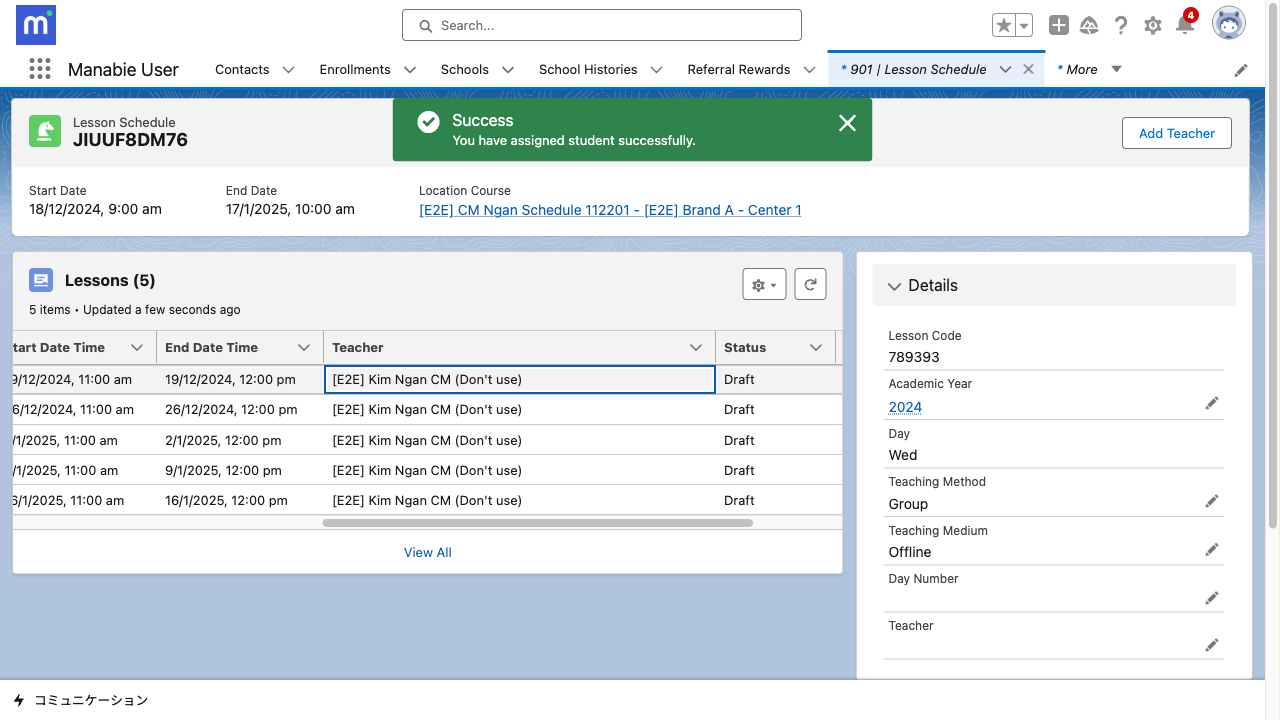 m
Search...
4
Manabie User
Contacts
Enrollments
Schools
School Histories
Referral Rewards
* 901 | Lesson Schedule
* More
Lesson Schedule
JIUUF8DM76
Success
You have assigned student successfully.
Add Teacher
Start Date
18/12/2024, 9:00 am
End Date
17/1/2025, 10:00 am
Location Course
[E2E] CM Ngan Schedule 112201 - [E2E] Brand A - Center 1
Lessons (5)
5 items • Updated a few seconds ago
tart Date Time
End Date Time
Teacher
Status
9/12/2024, 11:00 am
19/12/2024, 12:00 pm
[E2E] Kim Ngan CM (Don't use)
Draft
6/12/2024, 11:00 am
26/12/2024, 12:00 pm
[E2E] Kim Ngan CM (Don't use)
Draft
/1/2025, 11:00 am
2/1/2025, 12:00 pm
[E2E] Kim Ngan CM (Don't use)
Draft
/1/2025, 11:00 am
9/1/2025, 12:00 pm
[E2E] Kim Ngan CM (Don't use)
Draft
6/1/2025, 11:00 am
16/1/2025, 12:00 pm
[E2E] Kim Ngan CM (Don't use)
Draft
View All
Details
Lesson Code
789393
Academic Year
2024
Day
Wed
Teaching Method
Group
Teaching Medium
Offline
Day Number
Teacher
コミュニケーション